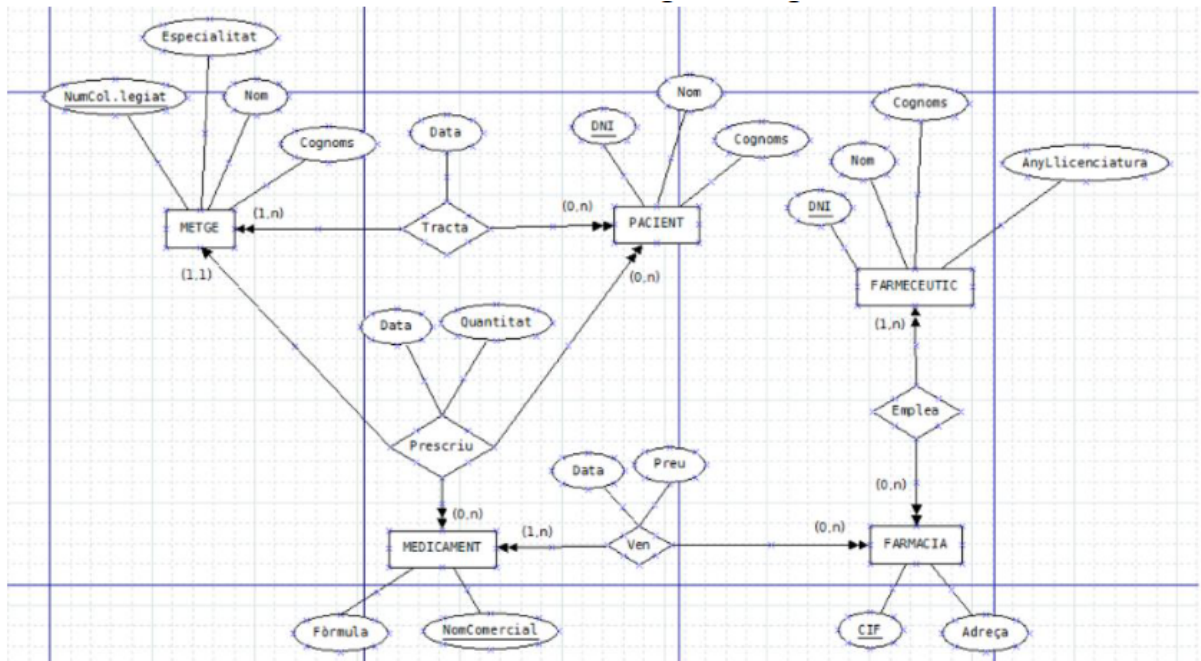 Especialitat
NumCol.legiat
Nom
Cognoms
Data
DNI
Nom
Cognoms
Cognoms
Nom
AnyLlicenciatura
DNI
METGE
(1,n)
Tracta
(0,n)
PACIENT
(1,1)
(0,n)
FARMECEUTIC
(1,n)
Data
Quantitat
Prescriu
Emplea
Data
Preu
(0,n)
(0,n)
MEDICAMENT
(1,n)
Ven
(0,n)
FARMACIA
Fòrmula
NomComercial
CIF
Adreça